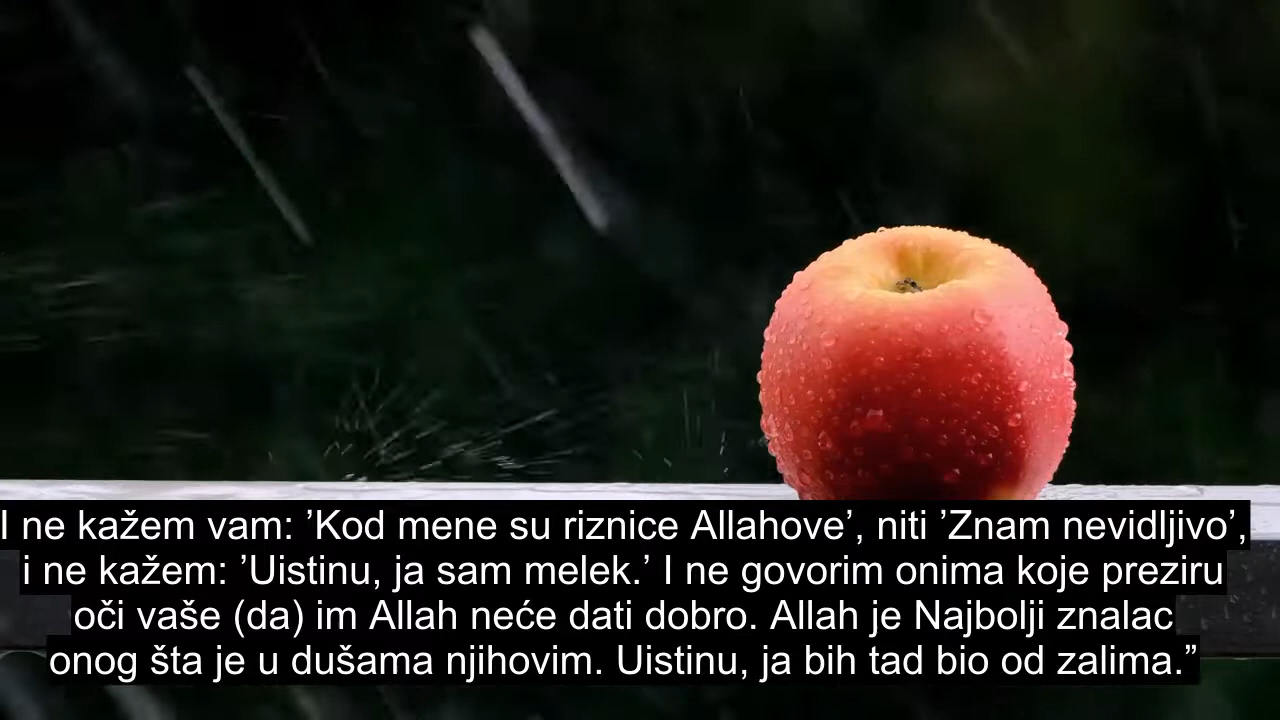 I ne kažem vam: ’Kod mene su riznice Allahove’, niti ’Znam nevidljivo’,
i ne kažem: ’Uistinu, ja sam melek.’ I ne govorim onima koje preziru
oči vaše (da) im Allah neće dati dobro. Allah je Najbolji znalac
onog šta je u dušama njihovim. Uistinu, ja bih tad bio od zalima.”